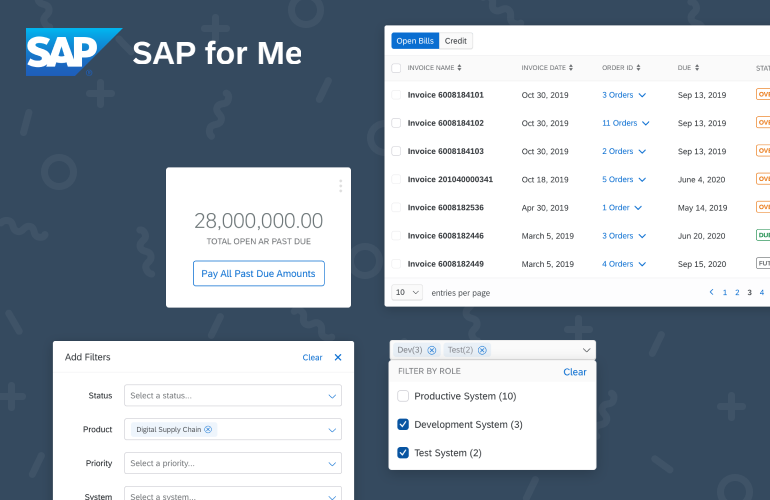 SAP
SAP for Me
Open Bills Credit
INVOICE NAME INVOICE DATE ORDER ID DUE STAT
Invoice 6008184101 Oct 30, 2019 3 Orders Sep 13, 2019 OV
Invoice 6008184102 Oct 30, 2019 11 Orders Sep 13, 2019 OV
Invoice 6008184103 Oct 30, 2019 2 Orders Sep 13, 2019 OV
Invoice 201040000341 Oct 18, 2019 5 Orders June 4, 2020 OV
Invoice 6008182536 Apr 30, 2019 1 Order May 14, 2019 OV
Invoice 6008182446 March 5, 2019 3 Orders Jun 20, 2020 DU
Invoice 6008182449 March 5, 2019 4 Orders Sep 15, 2020 FUT
10 entries per page 1 2 3 4
28,000,000.00
TOTAL OPEN AR PAST DUE
Pay All Past Due Amounts
Add Filters Clear
Status Select a status...
Product Digital Supply Chain
Priority Select a priority...
System Select a system...
Dev(3) Test(2)
FILTER BY ROLE Clear
Productive System (10)
Development System (3)
Test System (2)